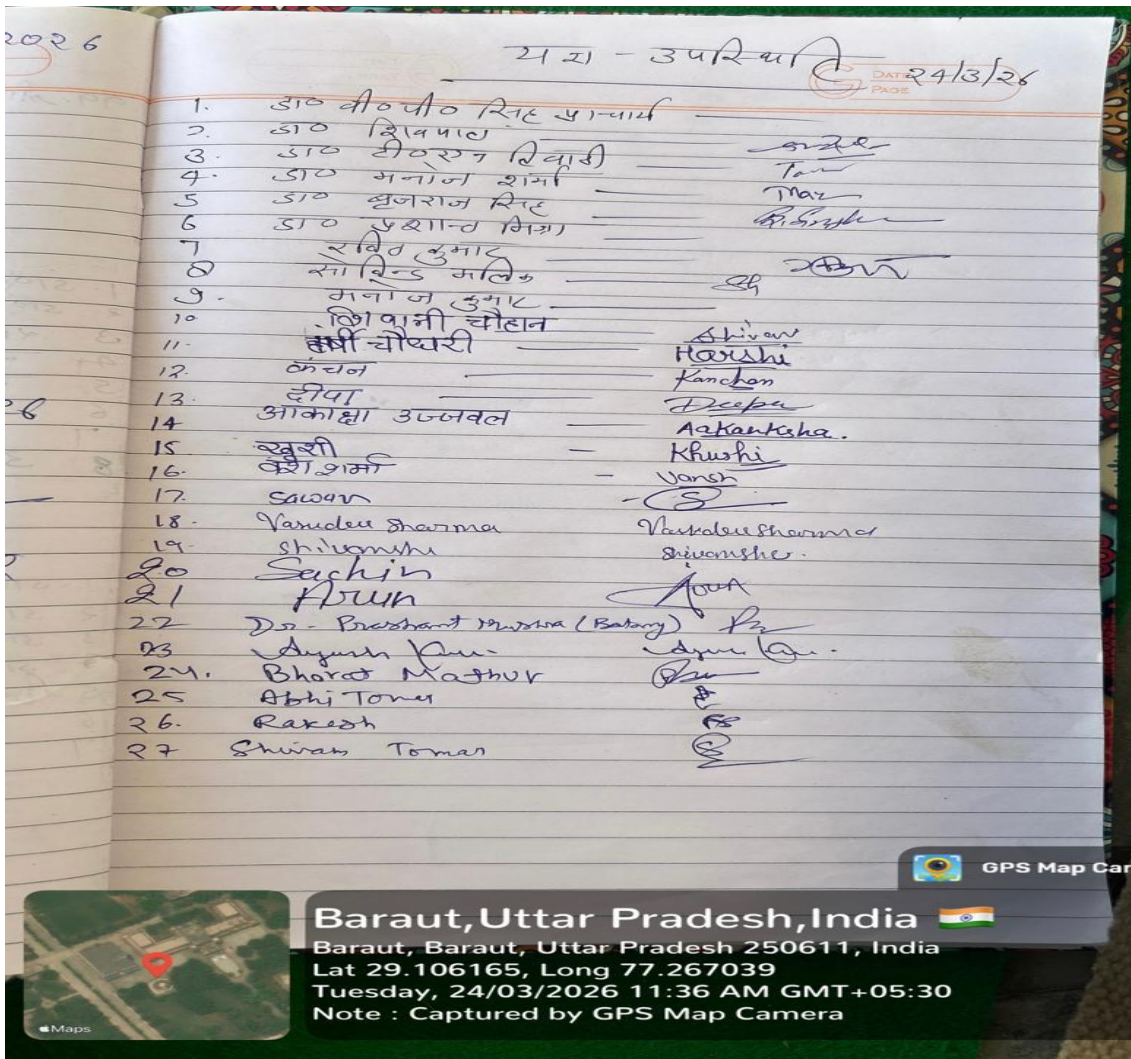 2026
यज्ञ - उपस्थिति
DATE 24/3/26
PAGE
1. डा० वी०पी० सिंह प्राचार्य
2. डा० शिवपाल
3. डा० टी०एन तिवारी
4. डा० मनोज शर्मा Man
5 डा० बृजराज सिंह B.Singh
6 डा० प्रशान्त मिश्रा
7 रवित कुमार
8 सोविन्द्र मलिक Sh
9. मनोज कुमार
10 शिवानी चौहान Shivani
11. हर्षी चौधरी Harshi
12. कंचन Kanchan
13. दीपा Deepa
14 आकांक्षा उज्जवल Aakanksha.
15 खुशी - Khushi
16. वंश शर्मा - Vansh
17. Sawan - S
18. Vasudev Sharma Vasudev Sharma
19. Shivanshi Shivanshi.
20 Sachin
21 Arun Arun
22 Dr. Prashant Mishra (Botany)
23 Ayush Ku.
24. Bharat Mathur
25 Abhi Tomar
26. Rakesh
27 Shivam Tomar
GPS Map Car
Baraut,Uttar Pradesh,India
Baraut, Baraut, Uttar Pradesh 250611, India
Lat 29.106165, Long 77.267039
Tuesday, 24/03/2026 11:36 AM GMT+05:30
Note : Captured by GPS Map Camera
Maps